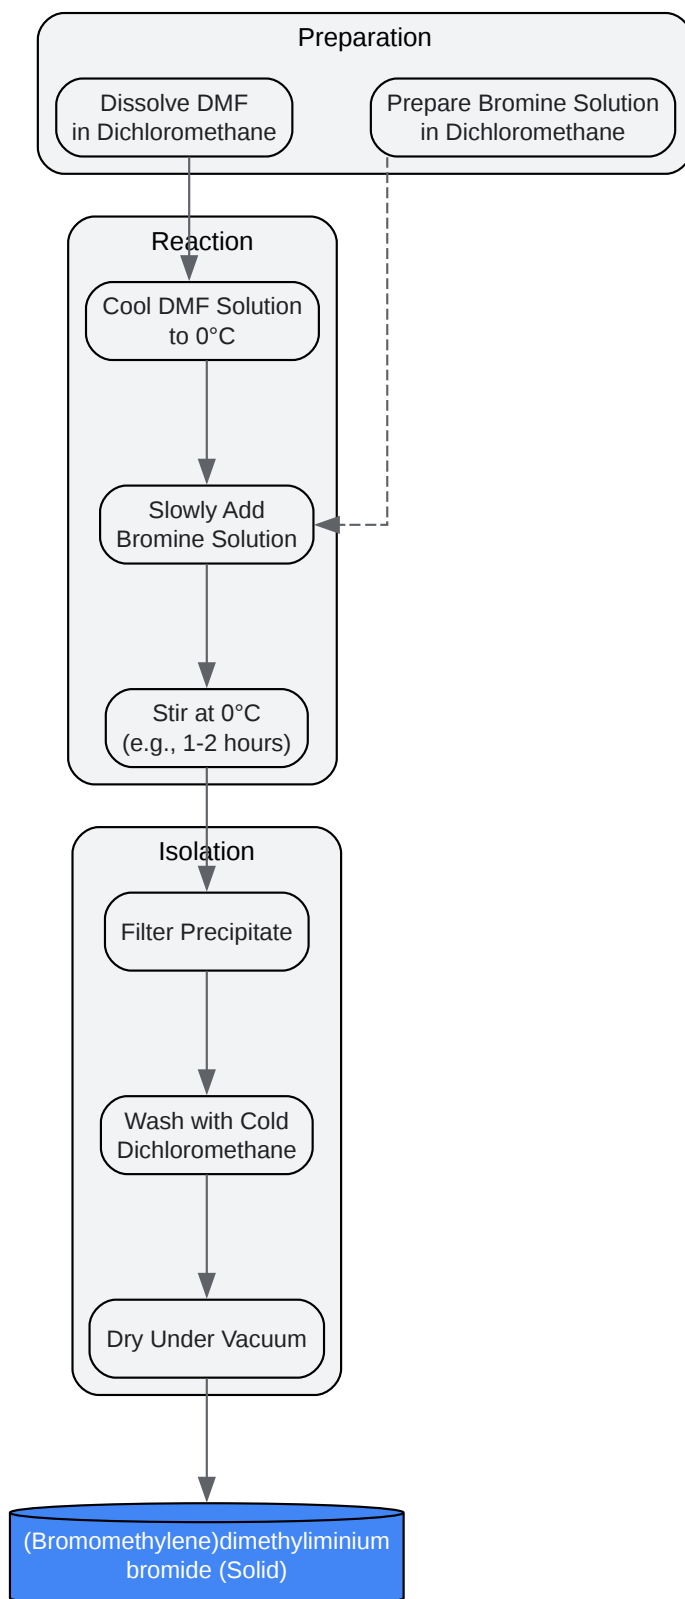 Preparation
Dissolve DMF
in Dichloromethane
Prepare Bromine Solution
in Dichloromethane
Reaction
Cool DMF Solution
to 0°C
Slowly Add
Bromine Solution
Stir at 0°C
(e.g., 1-2 hours)
Isolation
Filter Precipitate
Wash with Cold
Dichloromethane
Dry Under Vacuum
(Bromomethylene)dimethyliminium
bromide (Solid)